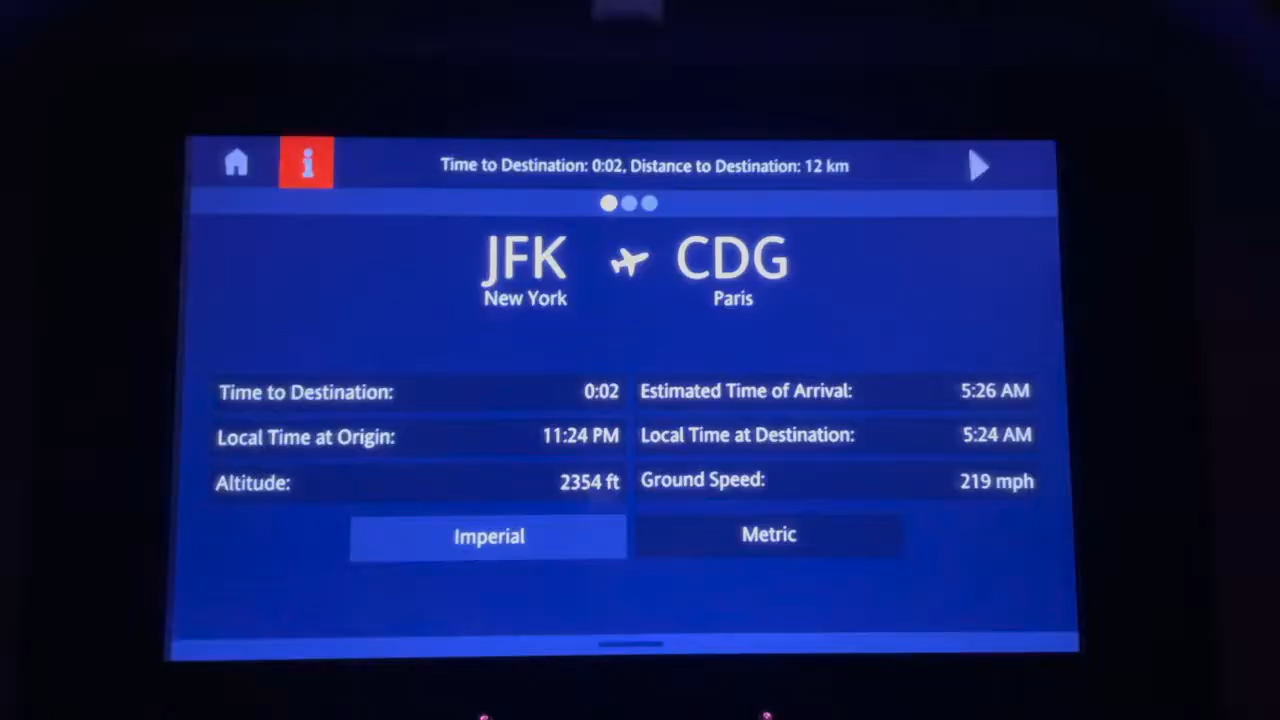 Time to Destination: 0:02, Distance to Destination: 12 km
JFK CDG
New York Paris
Time to Destination: 0:02 Estimated Time of Arrival: 5:26 AM
Local Time at Origin: 11:24 PM Local Time at Destination: 5:24 AM
Altitude: 2354 ft Ground Speed: 219 mph
Imperial Metric